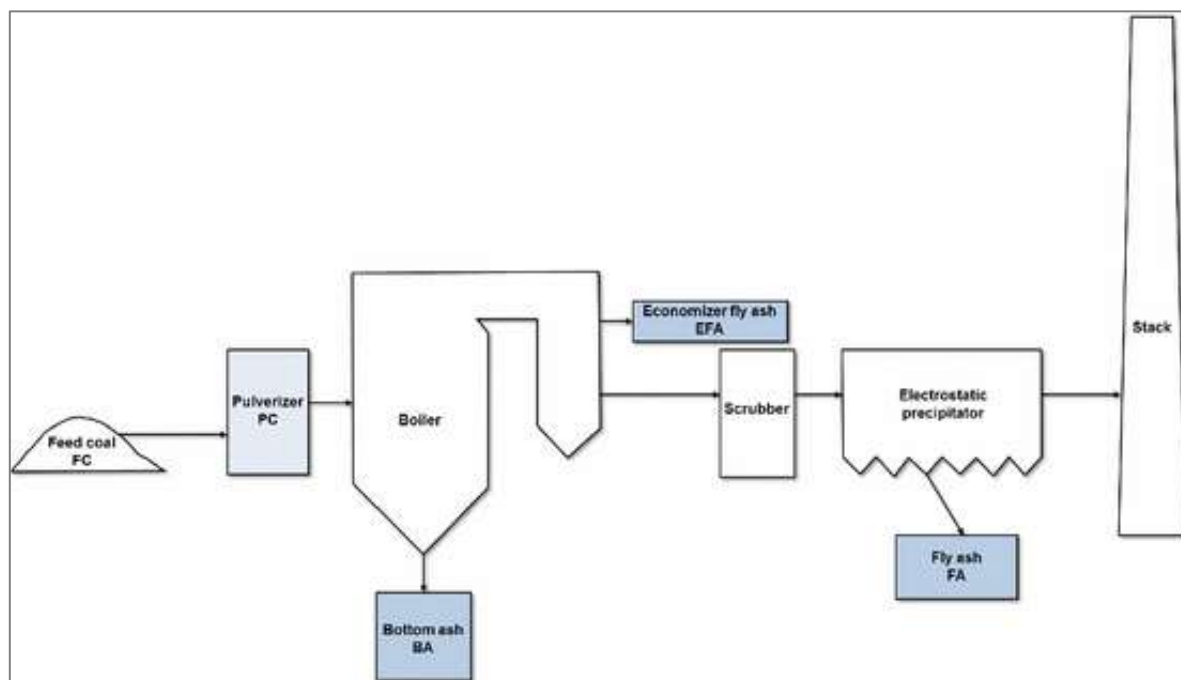 Feed coal
FC
Pulverizer
PC
Boiler
Bottom ash
BA
Economizer fly ash
EFA
Scrubber
Electrostatic
precipitator
Fly ash
FA
Stack